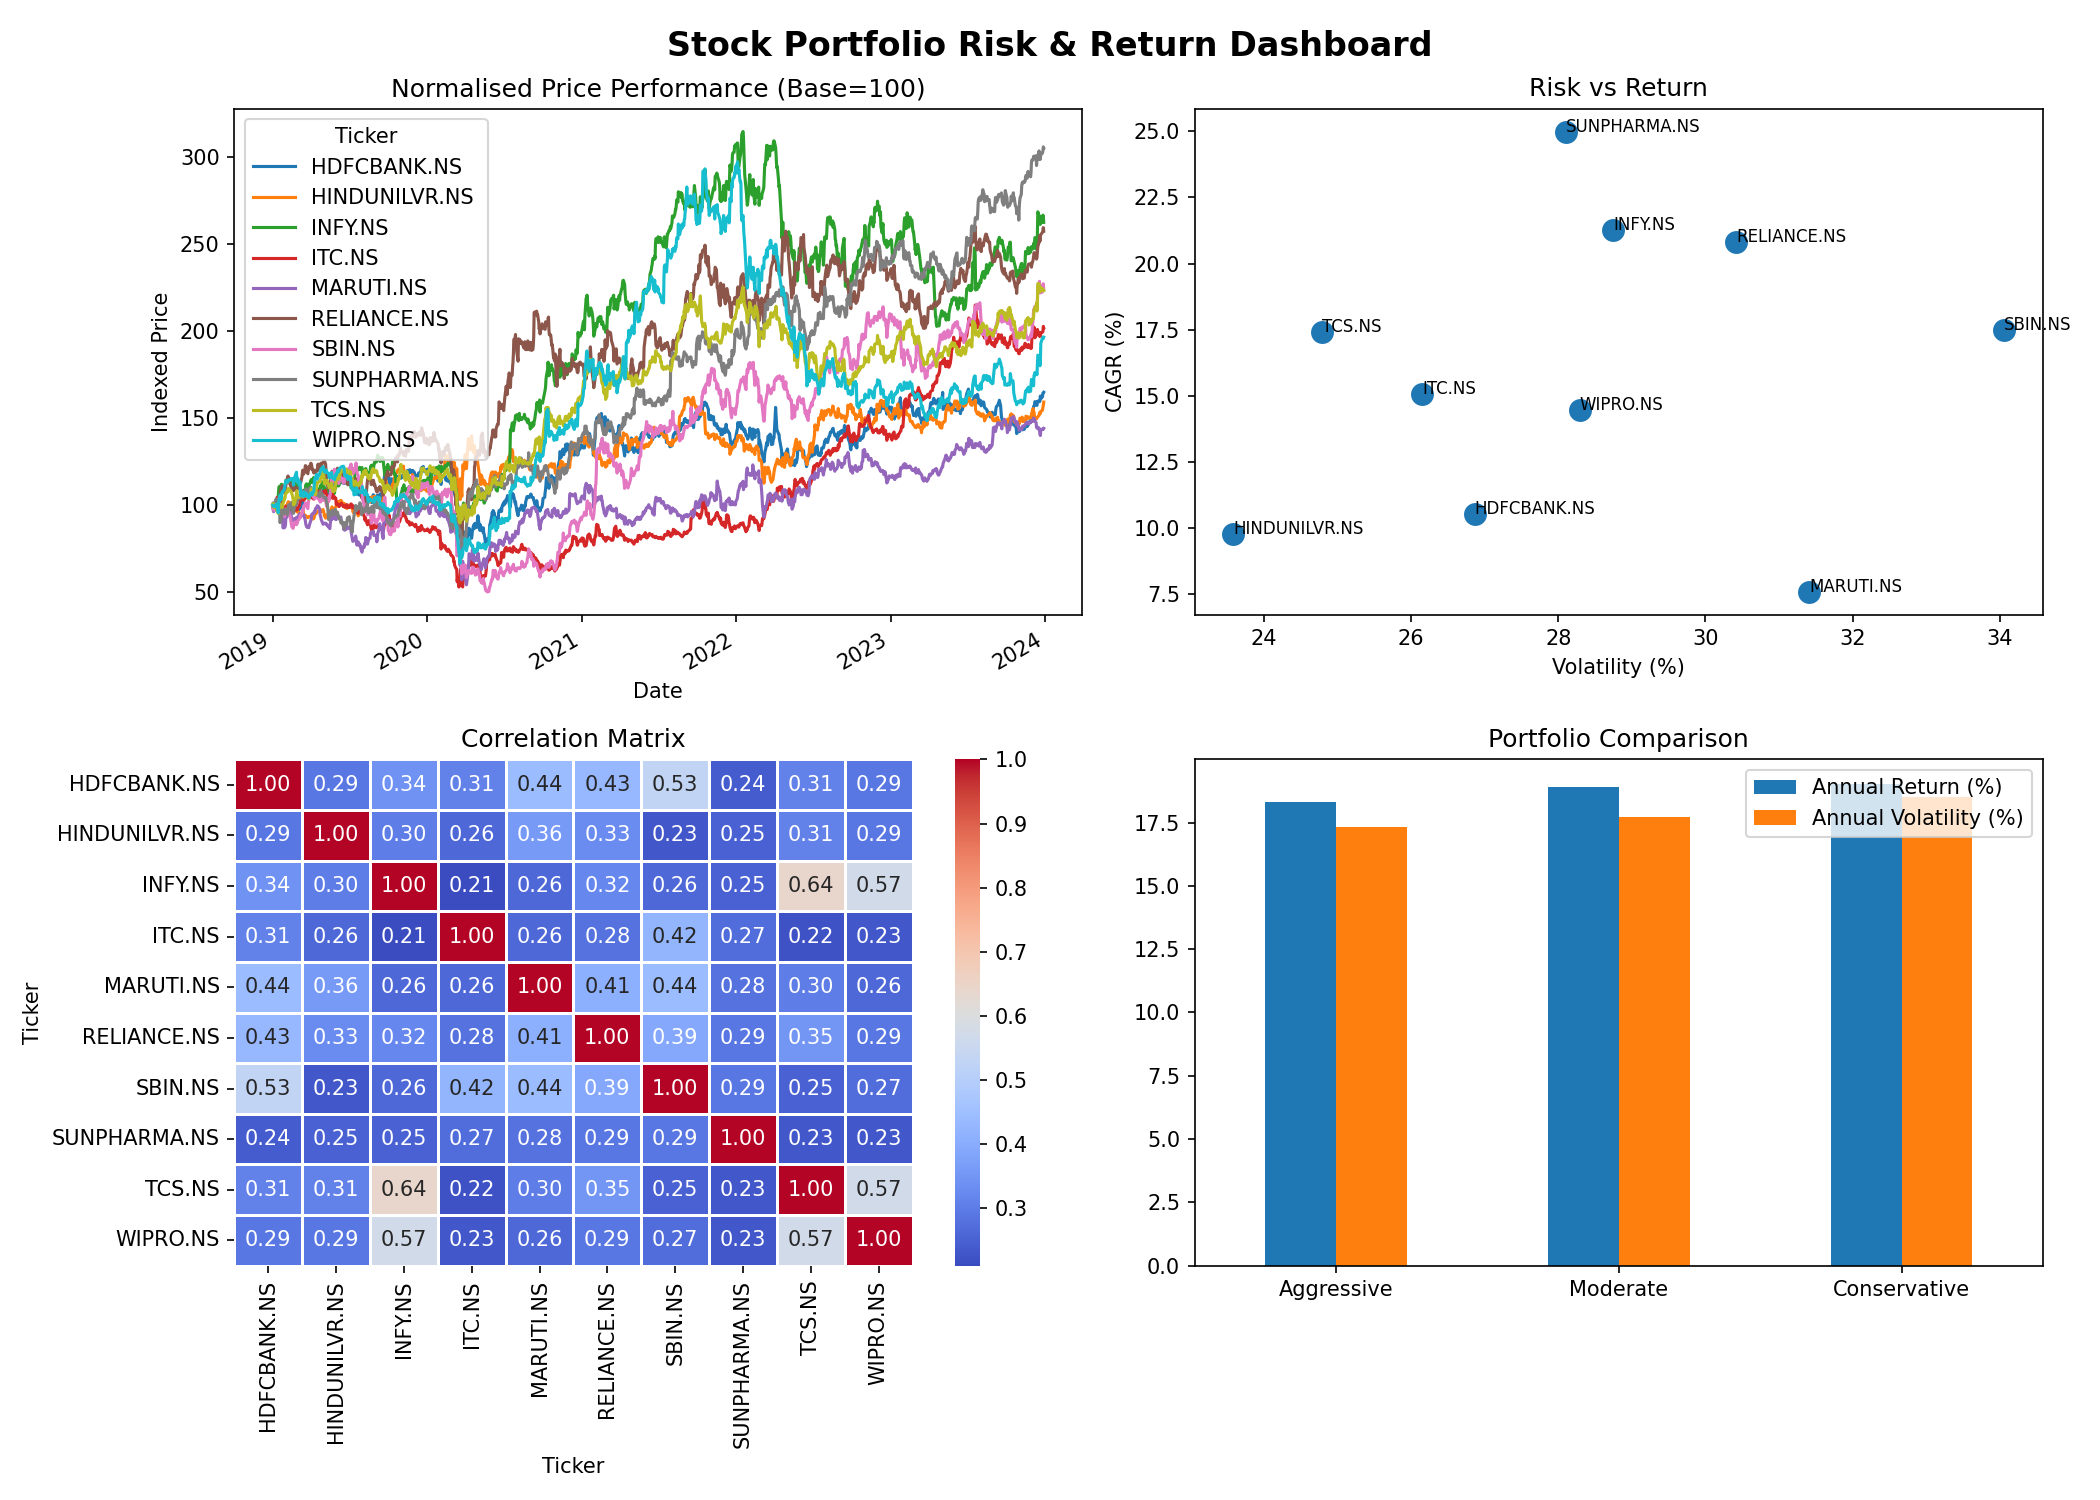 Stock Portfolio Risk & Return Dashboard
Normalised Price Performance (Base=100)
Ticker
HDFCBANK.NS
HINDUNILVR.NS
INFY.NS
ITC.NS
MARUTI.NS
RELIANCE.NS
SBIN.NS
SUNPHARMA.NS
TCS.NS
WIPRO.NS
Indexed Price
300
250
200
150
100
50
2019 2020 2021 2022 2023 2024
Date
Risk vs Return
CAGR (%)
25.0
22.5
20.0
17.5
15.0
12.5
10.0
7.5
SUNPHARMA.NS
INFY.NS
RELIANCE.NS
SBIN.NS
TCS.NS
ITC.NS
WIPRO.NS
HDFCBANK.NS
HINDUNILVR.NS
MARUTI.NS
24 26 28 30 32 34
Volatility (%)
Correlation Matrix
Ticker
HDFCBANK.NS 1.00 0.29 0.34 0.31 0.44 0.43 0.53 0.24 0.31 0.29
HINDUNILVR.NS 0.29 1.00 0.30 0.26 0.36 0.33 0.23 0.25 0.31 0.29
INFY.NS 0.34 0.30 1.00 0.21 0.26 0.32 0.26 0.25 0.64 0.57
ITC.NS 0.31 0.26 0.21 1.00 0.26 0.28 0.42 0.27 0.22 0.23
MARUTI.NS 0.44 0.36 0.26 0.26 1.00 0.41 0.44 0.28 0.30 0.26
RELIANCE.NS 0.43 0.33 0.32 0.28 0.41 1.00 0.39 0.29 0.35 0.29
SBIN.NS 0.53 0.23 0.26 0.42 0.44 0.39 1.00 0.29 0.25 0.27
SUNPHARMA.NS 0.24 0.25 0.25 0.27 0.28 0.29 0.29 1.00 0.23 0.23
TCS.NS 0.31 0.31 0.64 0.22 0.30 0.35 0.25 0.23 1.00 0.57
WIPRO.NS 0.29 0.29 0.57 0.23 0.26 0.29 0.27 0.23 0.57 1.00
HDFCBANK.NS HINDUNILVR.NS INFY.NS ITC.NS MARUTI.NS RELIANCE.NS SBIN.NS SUNPHARMA.NS TCS.NS WIPRO.NS
Ticker
1.0
0.9
0.8
0.7
0.6
0.5
0.4
0.3
Portfolio Comparison
Annual Return (%)
Annual Volatility (%)
17.5
15.0
12.5
10.0
7.5
5.0
2.5
0.0
Aggressive Moderate Conservative